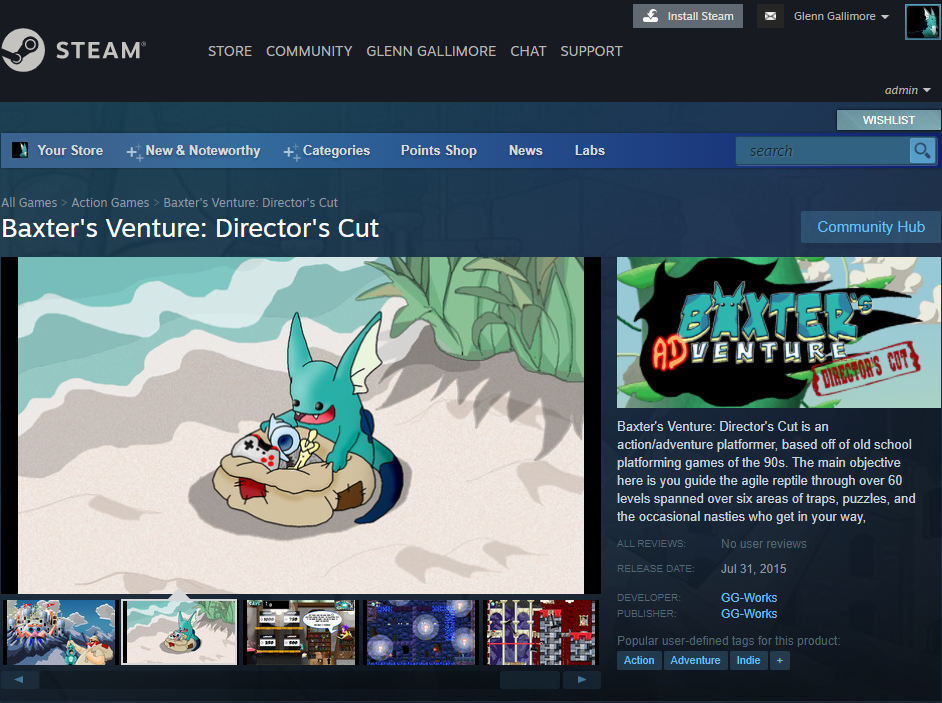 Install Steam
Glenn Gallimore
STEAM®
STORE COMMUNITY GLENN GALLIMORE CHAT SUPPORT
admin
WISHLIST
Your Store New & Noteworthy Categories Points Shop News Labs search
All Games > Action Games > Baxter's Venture: Director's Cut
Baxter's Venture: Director's Cut
Community Hub
BAXTER'S
ADVENTURE
DIRECTOR'S CUT
Baxter's Venture: Director's Cut is an
action/adventure platformer, based off of old school
platforming games of the 90s. The main objective
here is you guide the agile reptile through over 60
levels spanned over six areas of traps, puzzles, and
the occasional nasties who get in your way,
ALL REVIEWS: No user reviews
RELEASE DATE: Jul 31, 2015
DEVELOPER: GG-Works
PUBLISHER: GG-Works
Popular user-defined tags for this product:
Action Adventure Indie +